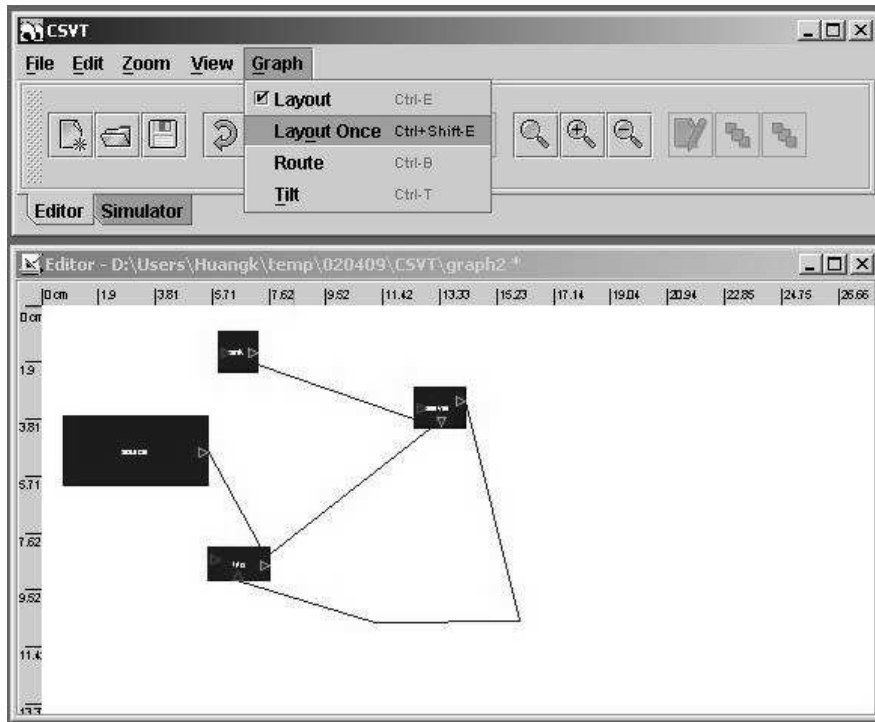 CSVT
File Edit Zoom View Graph
Layout Ctrl-E
Layout Once Ctrl+Shift-E
Route Ctrl-B
Tilt Ctrl-T
Editor Simulator
Editor - D:\Users\Huangk\temp\020409\CSVT\graph2 *
0 cm 1.9 3.81 5.71 7.62 9.52 11.42 13.33 15.23 17.14 19.04 20.94 22.85 24.75 26.66
1.9
3.81
5.71
7.62
9.52